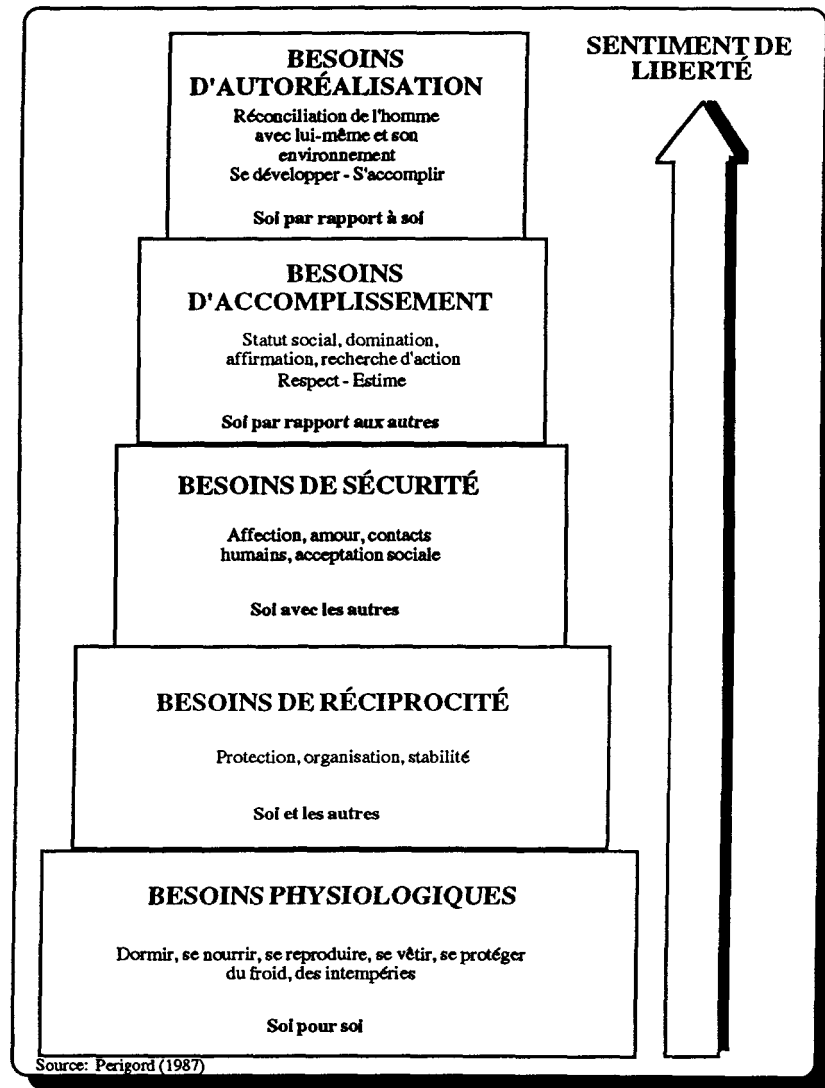 BESOINS
D'AUTORÉALISATION
Réconciliation de l'homme
avec lui-même et son
environnement
Se développer - S'accomplir
Soi par rapport à soi
SENTIMENT DE
LIBERTÉ
BESOINS
D'ACCOMPLISSEMENT
Statut social, domination,
affirmation, recherche d'action
Respect - Estime
Soi par rapport aux autres
BESOINS DE SÉCURITÉ
Affection, amour, contacts
humains, acceptation sociale
Soi avec les autres
BESOINS DE RÉCIPROCITÉ
Protection, organisation, stabilité
Soi et les autres
BESOINS PHYSIOLOGIQUES
Dormir, se nourrir, se reproduire, se vêtir, se protéger
du froid, des intempéries
Soi pour soi
Source: Perigord (1987)